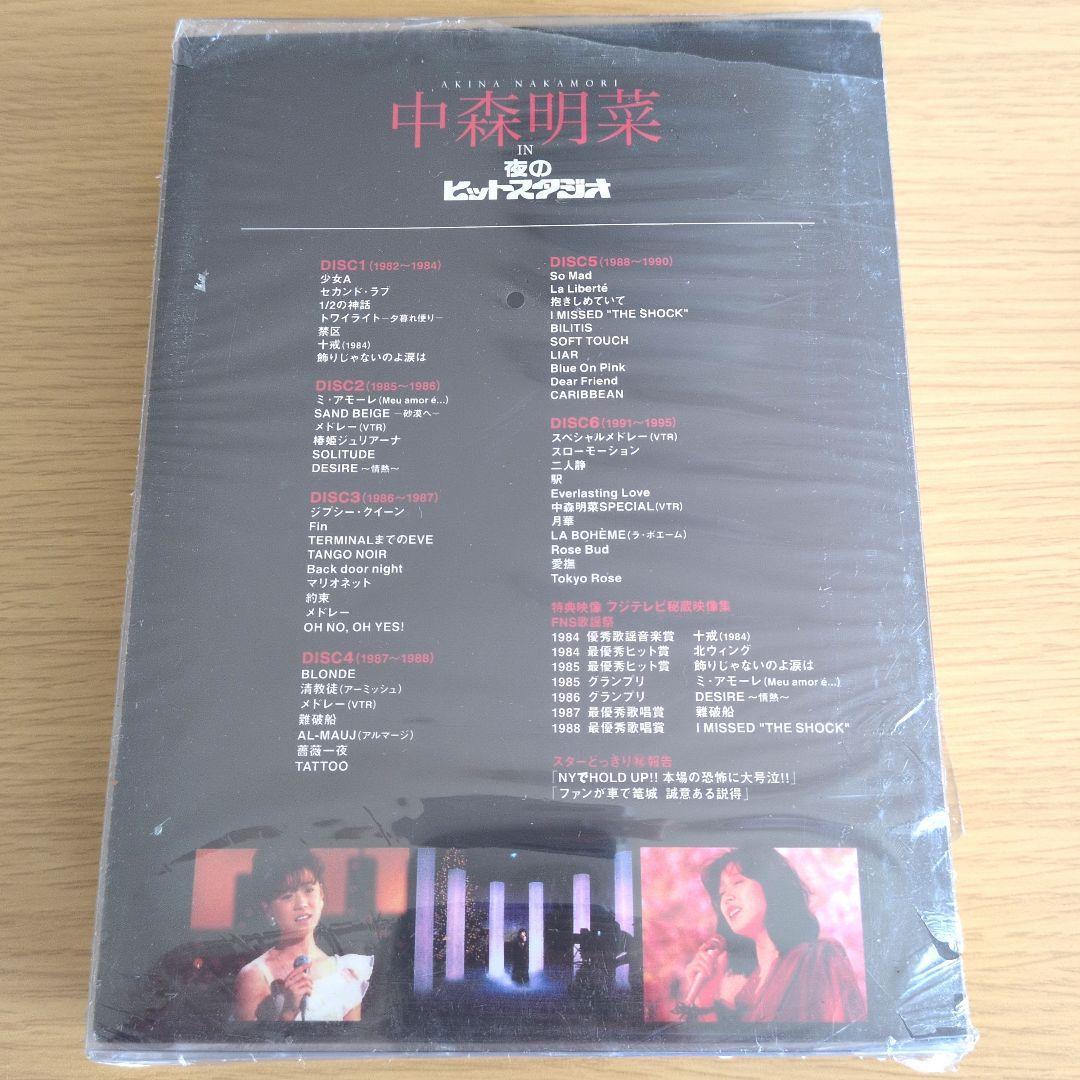 AKINA NAKAMORI
中森明菜
IN
夜の
ヒットスタジオ
DISC1(1982〜1984)
少女A
セカンド・ラブ
1/2の神話
トワイライト−夕暮れ便り−
禁区
十戒(1984)
飾りじゃないのよ涙は
DISC2(1985〜1986)
ミ・アモーレ(Meu amor é...)
SAND BEIGE −砂漠へ−
メドレー(VTR)
椿姫ジュリアーナ
SOLITUDE
DESIRE 〜情熱〜
DISC3(1986〜1987)
ジプシー・クイーン
Fin
TERMINALまでのEVE
TANGO NOIR
Back door night
マリオネット
約束
メドレー
OH NO, OH YES!
DISC4(1987〜1988)
BLONDE
清教徒(アーミッシュ)
メドレー(VTR)
難破船
AL-MAUJ(アルマージ)
薔薇一夜
TATTOO
DISC5(1988〜1990)
So Mad
La Liberté
抱きしめていて
I MISSED "THE SHOCK"
BILITIS
SOFT TOUCH
LIAR
Blue On Pink
Dear Friend
CARIBBEAN
DISC6(1991〜1995)
スペシャルメドレー(VTR)
スローモーション
二人静
駅
Everlasting Love
中森明菜SPECIAL(VTR)
月華
LA BOHÈME(ラ・ボエーム)
Rose Bud
愛撫
Tokyo Rose
特典映像 フジテレビ秘蔵映像集
FNS歌謡祭
1984 優秀歌謡音楽賞 十戒(1984)
1984 最優秀ヒット賞 北ウィング
1985 最優秀ヒット賞 飾りじゃないのよ涙は
1985 グランプリ ミ・アモーレ(Meu amor é...)
1986 グランプリ DESIRE 〜情熱〜
1987 最優秀歌唱賞 難破船
1988 最優秀歌唱賞 I MISSED "THE SHOCK"
スターどっきり㊙報告
「NYでHOLD UP!! 本場の恐怖に大号泣!!」
「ファンが車で篭城 誠意ある説得」